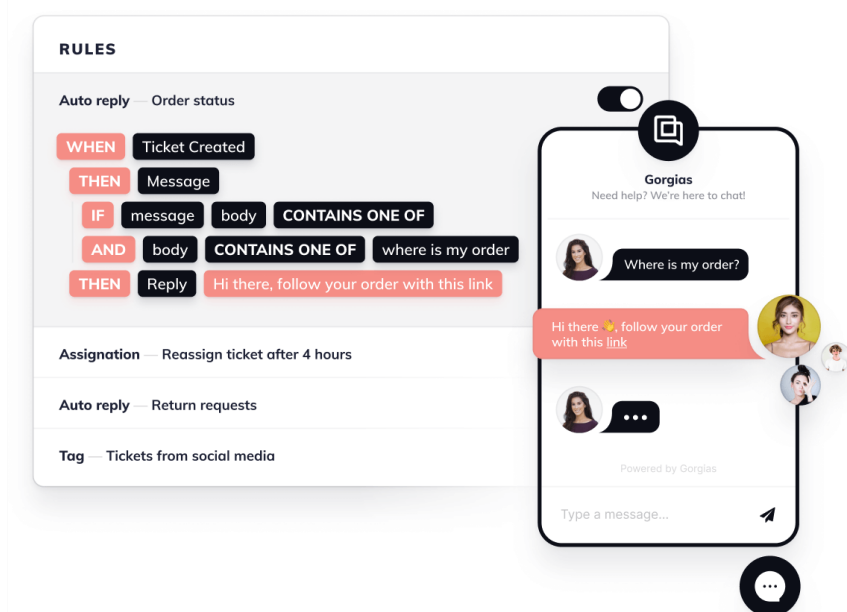 RULES
Auto reply — Order status
WHEN Ticket Created
THEN Message
IF message body CONTAINS ONE OF
AND body CONTAINS ONE OF where is my order
THEN Reply Hi there, follow your order with this link
Assignation — Reassign ticket after 4 hours
Auto reply — Return requests
Tag — Tickets from social media
Gorgias
Need help? We're here to chat!
Where is my order?
Hi there 👋, follow your order
with this link
Powered by Gorgias
Type a message...